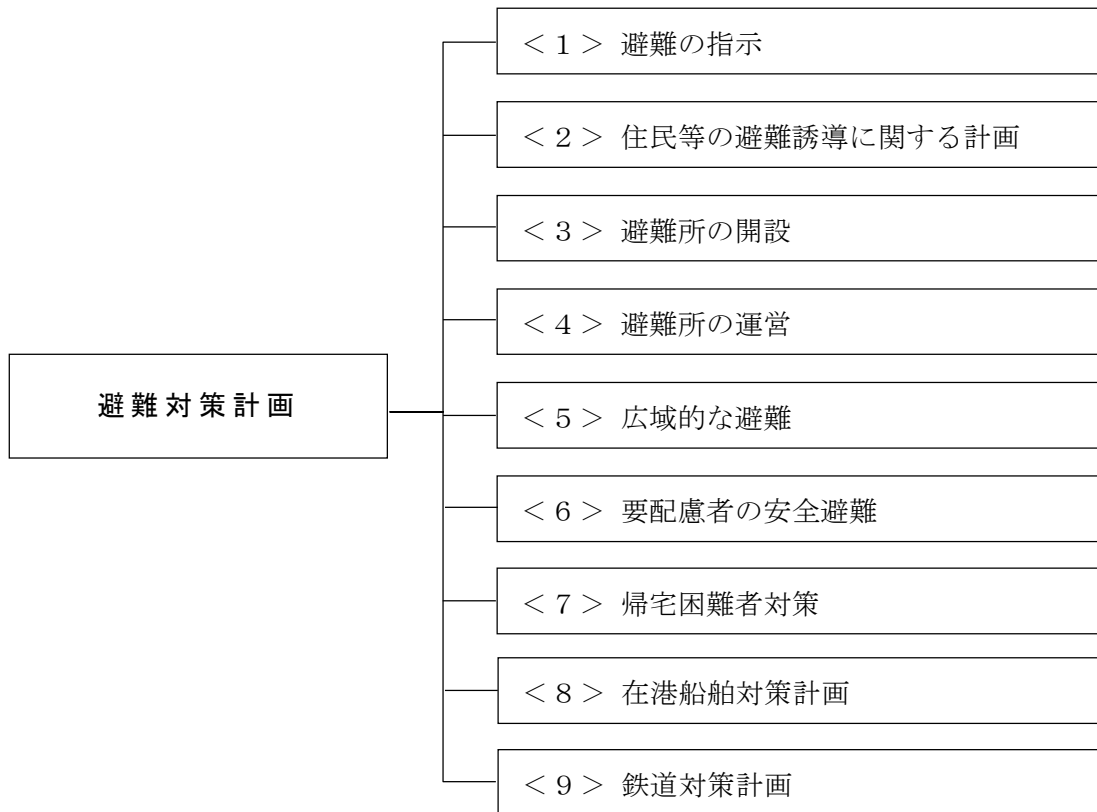 避難対策計画
＜１＞ 避難の指示
＜２＞ 住民等の避難誘導に関する計画
＜３＞ 避難所の開設
＜４＞ 避難所の運営
＜５＞ 広域的な避難
＜６＞ 要配慮者の安全避難
＜７＞ 帰宅困難者対策
＜８＞ 在港船舶対策計画
＜９＞ 鉄道対策計画